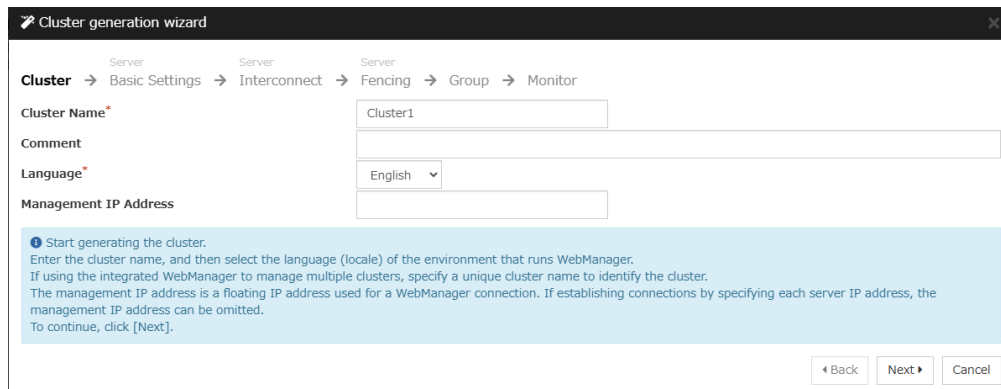 Cluster generation wizard
Server Server Server
Cluster → Basic Settings → Interconnect → Fencing → Group → Monitor
Cluster Name* Cluster1
Comment
Language* English
Management IP Address
Start generating the cluster.
Enter the cluster name, and then select the language (locale) of the environment that runs WebManager.
If using the integrated WebManager to manage multiple clusters, specify a unique cluster name to identify the cluster.
The management IP address is a floating IP address used for a WebManager connection. If establishing connections by specifying each server IP address, the
management IP address can be omitted.
To continue, click [Next].
Back Next Cancel